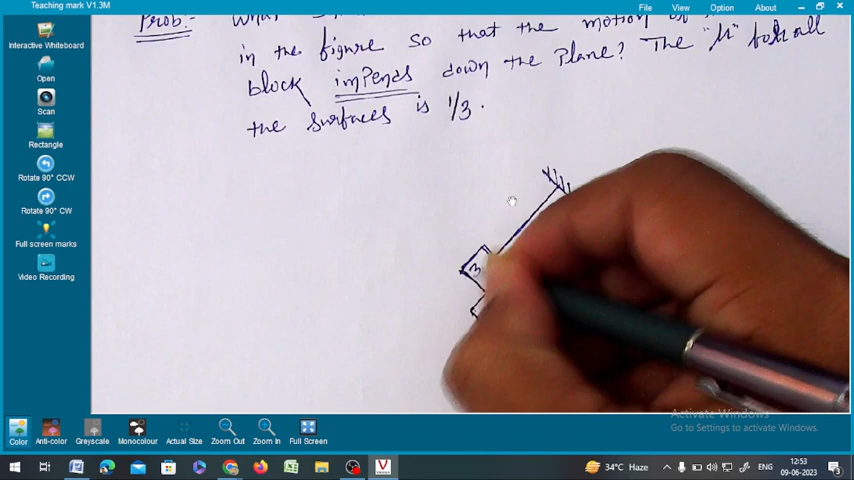 Teaching mark V1.3M
File View Option About
Interactive Whiteboard
Open
Scan
Rectangle
Rotate 90° CCW
Rotate 90° CW
Full screen marks
Video Recording
Prob:- What
in the figure so that the motion of
block impends down the Plane? The "μ" for all
the surfaces is 1/3.
3
Color Anti-color Greyscale Monocolour Actual Size Zoom Out Zoom In Full Screen
Activate Windows
Go to Settings to activate Windows.
34°C Haze
ENG
12:53
09-06-2023